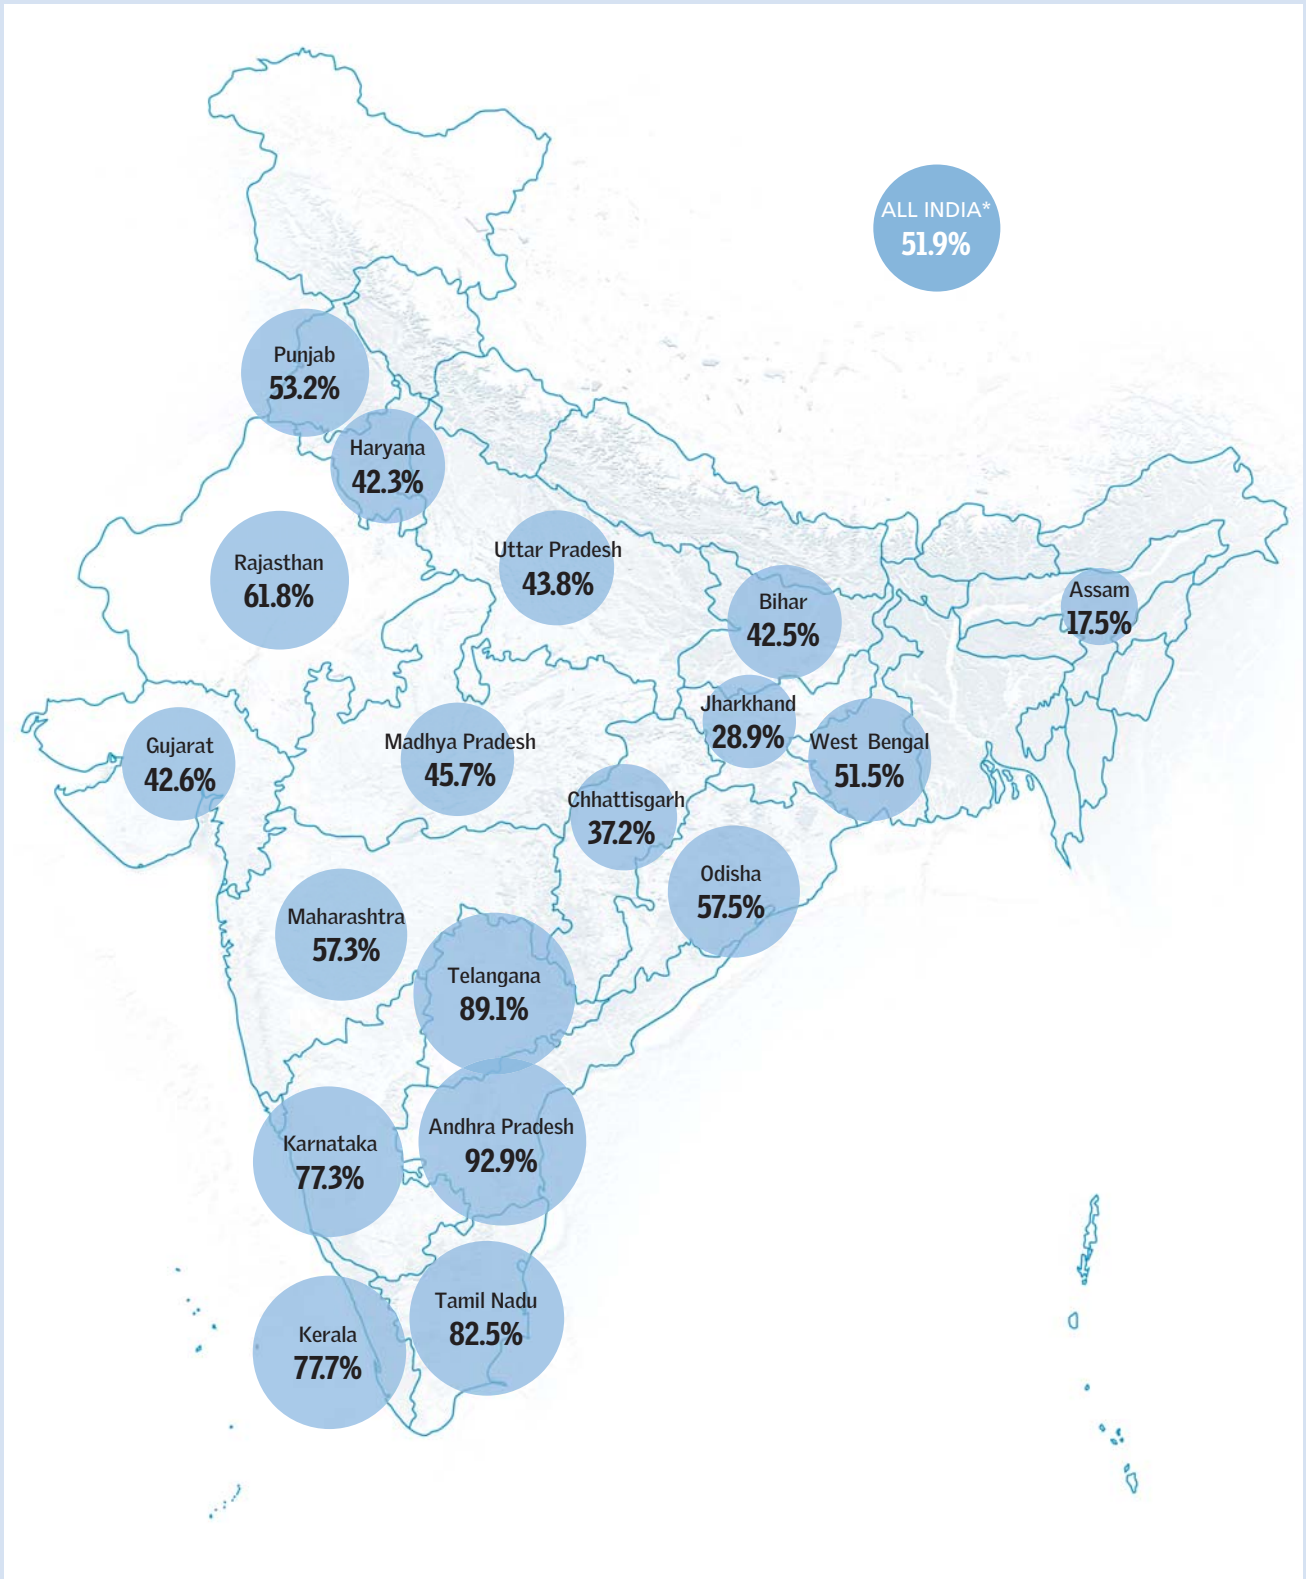 ALL INDIA*
51.9%
Punjab
53.2%
Haryana
42.3%
Rajasthan
61.8%
Uttar Pradesh
43.8%
Bihar
42.5%
Assam
17.5%
Jharkhand
28.9%
West Bengal
51.5%
Gujarat
42.6%
Madhya Pradesh
45.7%
Chhattisgarh
37.2%
Odisha
57.5%
Maharashtra
57.3%
Telangana
89.1%
Andhra Pradesh
92.9%
Karnataka
77.3%
Tamil Nadu
82.5%
Kerala
77.7%